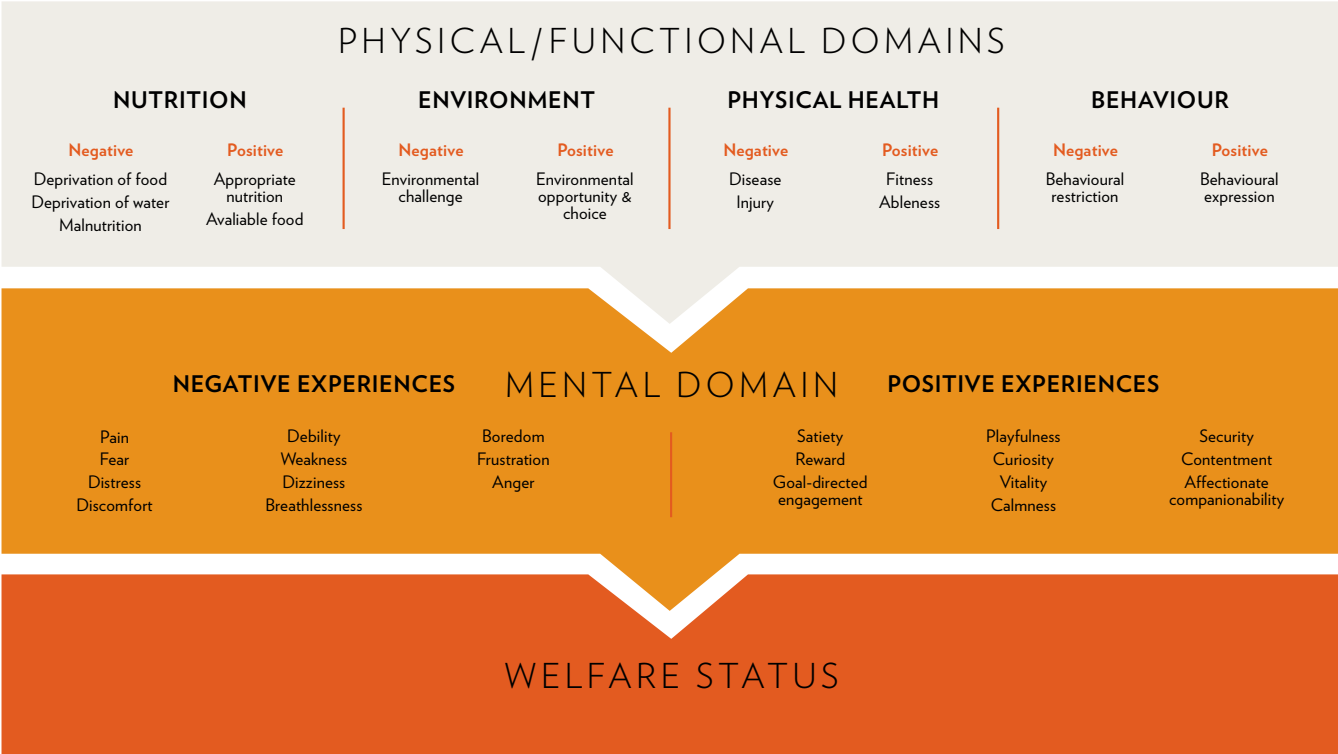 PHYSICAL/FUNCTIONAL DOMAINS
NUTRITION
Negative
Deprivation of food
Deprivation of water
Malnutrition
Positive
Appropriate
nutrition
Avaliable food
ENVIRONMENT
Negative
Environmental
challenge
Positive
Environmental
opportunity &
choice
PHYSICAL HEALTH
Negative
Disease
Injury
Positive
Fitness
Ableness
BEHAVIOUR
Negative
Behavioural
restriction
Positive
Behavioural
expression
MENTAL DOMAIN
NEGATIVE EXPERIENCES
Pain
Fear
Distress
Discomfort
Debility
Weakness
Dizziness
Breathlessness
Boredom
Frustration
Anger
POSITIVE EXPERIENCES
Satiety
Reward
Goal-directed
engagement
Playfulness
Curiosity
Vitality
Calmness
Security
Contentment
Affectionate
companionability
WELFARE STATUS